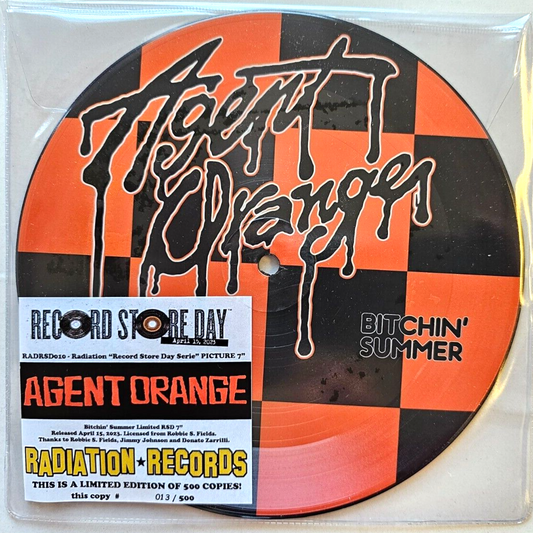 Agent
Orange
BITCHIN'
SUMMER
RECORD STORE DAY
April 15, 2023
RADRSD010 - Radiation "Record Store Day Serie" PICTURE 7"
AGENT ORANGE
Bitchin' Summer Limited RSD 7"
Released April 15, 2023. Licensed from Robbie S. Fields.
Thanks to Robbie S. Fields, Jimmy Johnson and Donate Zarrilli.
RADIATION★RECORDS
THIS IS A LIMITED EDITION OF 500 COPIES!
this copy # 013 / 500